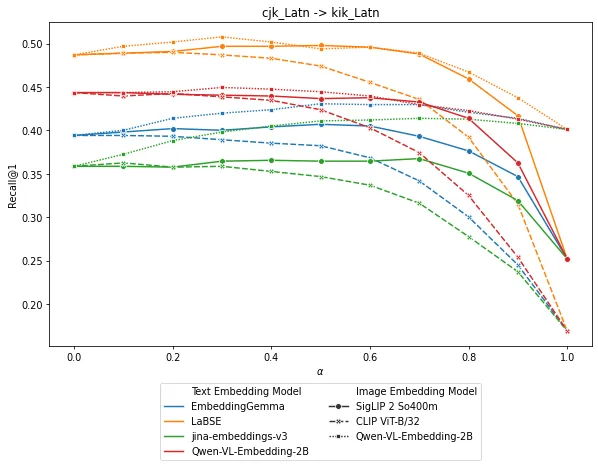 cjk_Latn -> kik_Latn
Recall@1
0.50
0.45
0.40
0.35
0.30
0.25
0.20
0.0 0.2 0.4 0.6 0.8 1.0
α
Text Embedding Model Image Embedding Model
EmbeddingGemma SigLIP 2 So400m
LaBSE CLIP ViT-B/32
jina-embeddings-v3 Qwen-VL-Embedding-2B
Qwen-VL-Embedding-2B